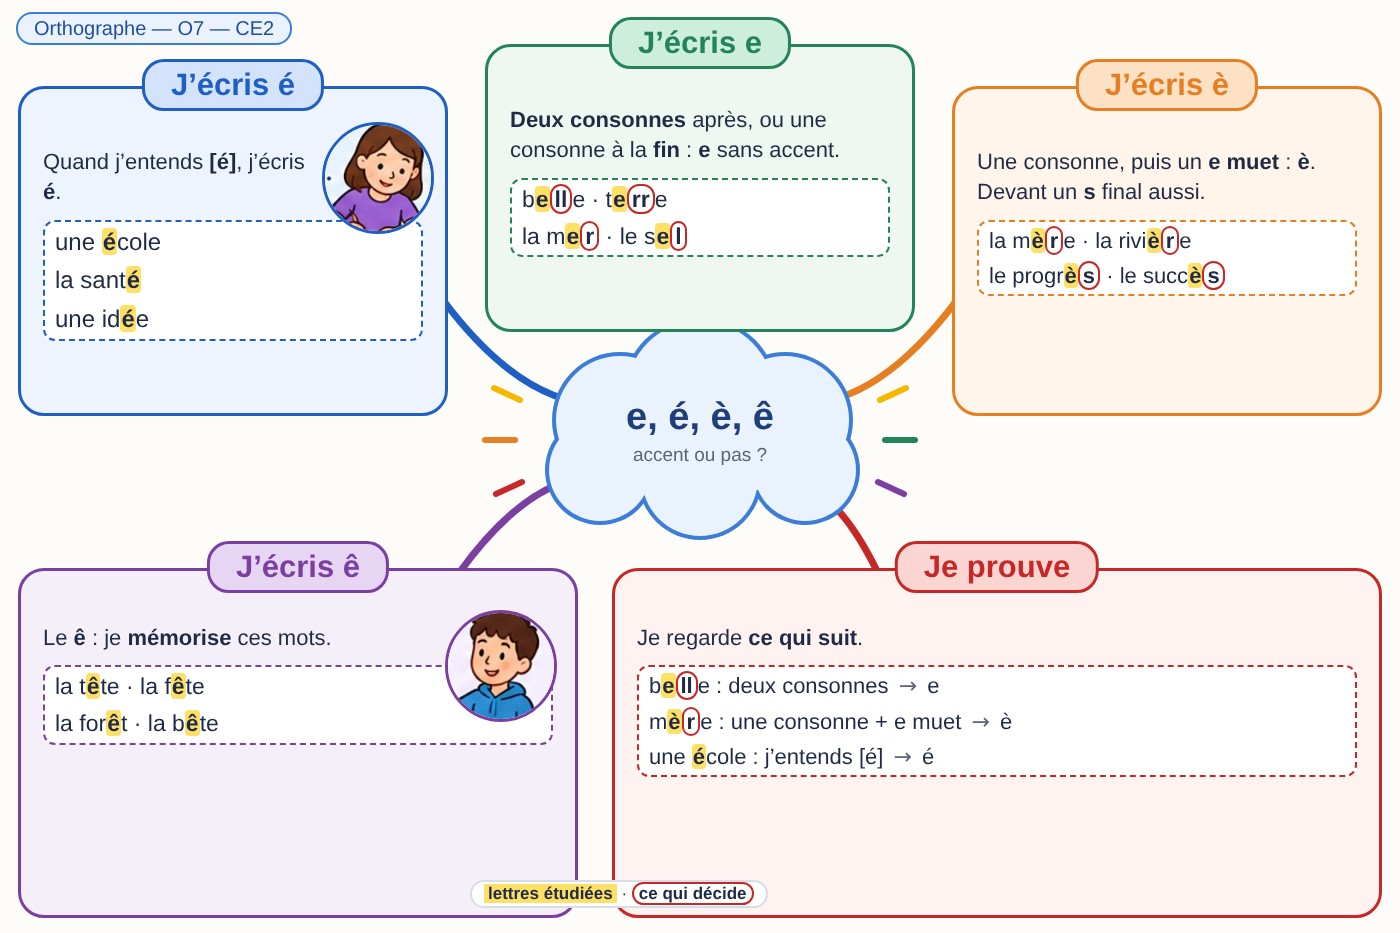 Orthographe — O7 — CE2
J’écris é
Quand j’entends [é], j’écris
é.
une école
la santé
une idée
J’écris e
Deux consonnes après, ou une
consonne à la fin : e sans accent.
belle · terre
la mer · le sel
J’écris è
Une consonne, puis un e muet : è.
Devant un s final aussi.
la mère · la rivière
le progrès · le succès
e, é, è, ê
accent ou pas ?
J’écris ê
Le ê : je mémorise ces mots.
la tête · la fête
la forêt · la bête
Je prouve
Je regarde ce qui suit.
belle : deux consonnes → e
mère : une consonne + e muet → è
une école : j’entends [é] → é
lettres étudiées · ce qui décide